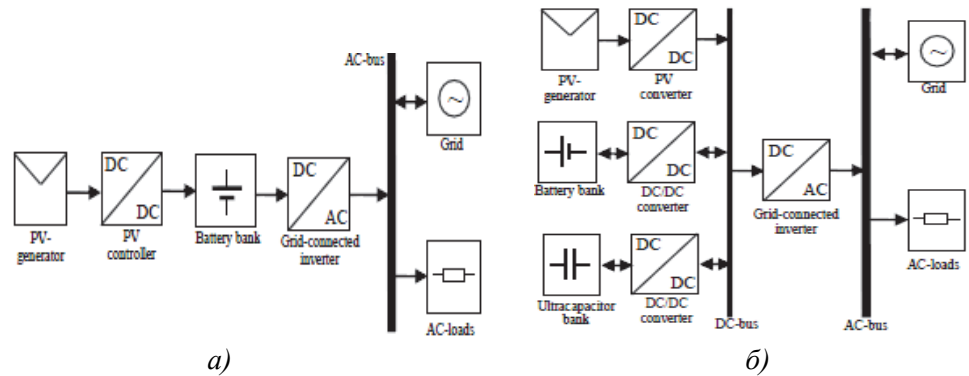 AC-bus
Grid
DC
DC
DC
AC
PV-
generator
PV
controller
Battery bank
Grid-connected
inverter
AC-loads
а)
DC
DC
PV-
generator
PV
converter
Grid
DC
DC
Battery bank
DC/DC
converter
DC
AC
Grid-connected
inverter
DC
DC
Ultracapacitor
bank
DC/DC
converter
AC-loads
DC-bus
AC-bus
б)